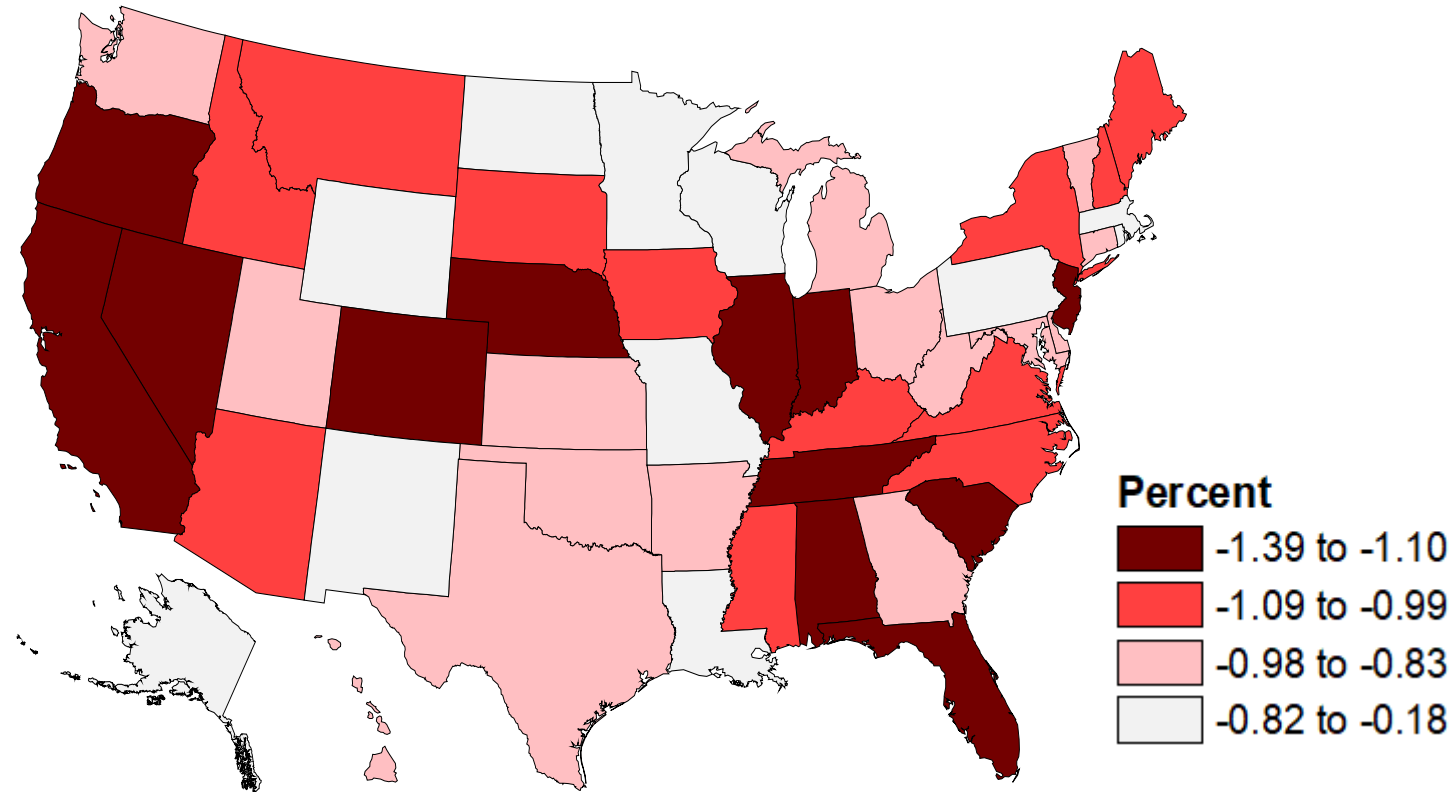 Percent
-1.39 to -1.10
-1.09 to -0.99
-0.98 to -0.83
-0.82 to -0.18